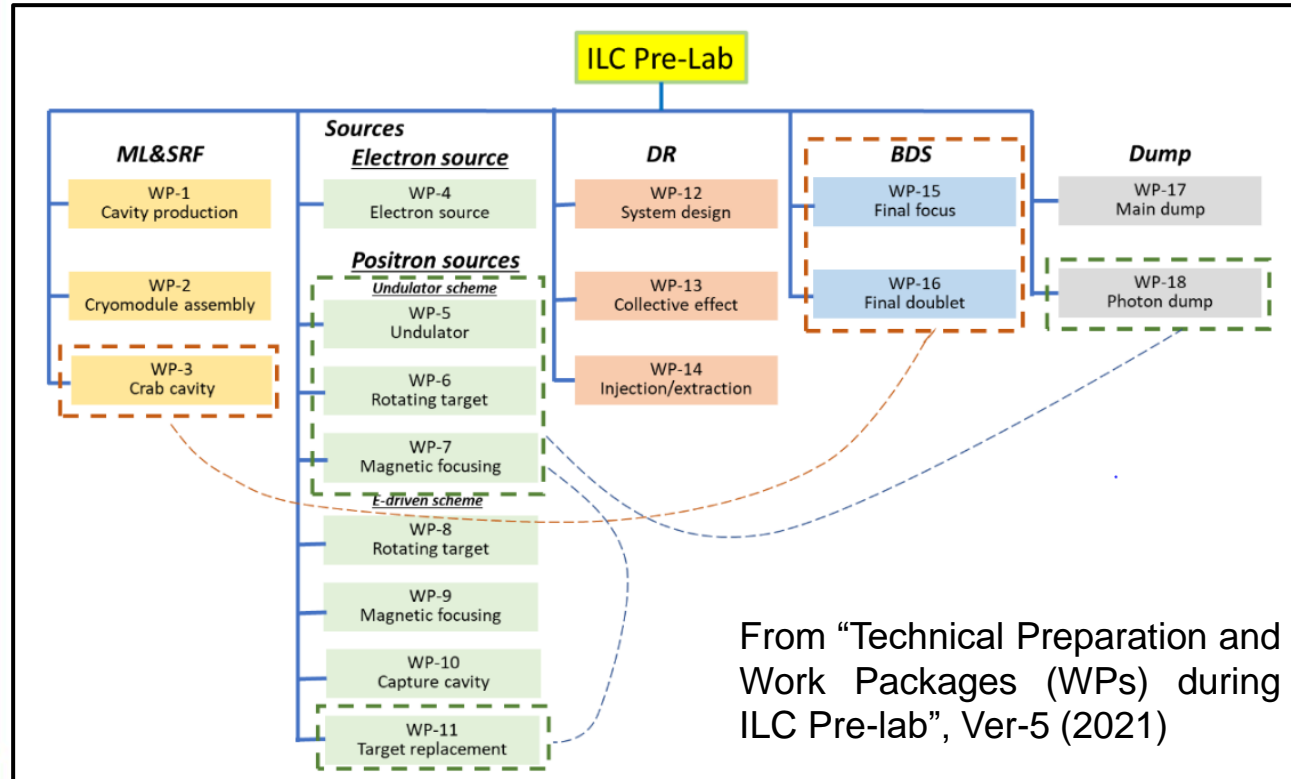 ILC Pre-Lab
ML&SRF
WP-1
Cavity production
WP-2
Cryomodule assembly
WP-3
Crab cavity
Sources
Electron source
WP-4
Electron source
Positron sources
Undulator scheme
WP-5
Undulator
WP-6
Rotating target
WP-7
Magnetic focusing
E-driven scheme
WP-8
Rotating target
WP-9
Magnetic focusing
WP-10
Capture cavity
WP-11
Target replacement
DR
WP-12
System design
WP-13
Collective effect
WP-14
Injection/extraction
BDS
WP-15
Final focus
WP-16
Final doublet
Dump
WP-17
Main dump
WP-18
Photon dump
From “Technical Preparation and
Work Packages (WPs) during
ILC Pre-lab”, Ver-5 (2021)